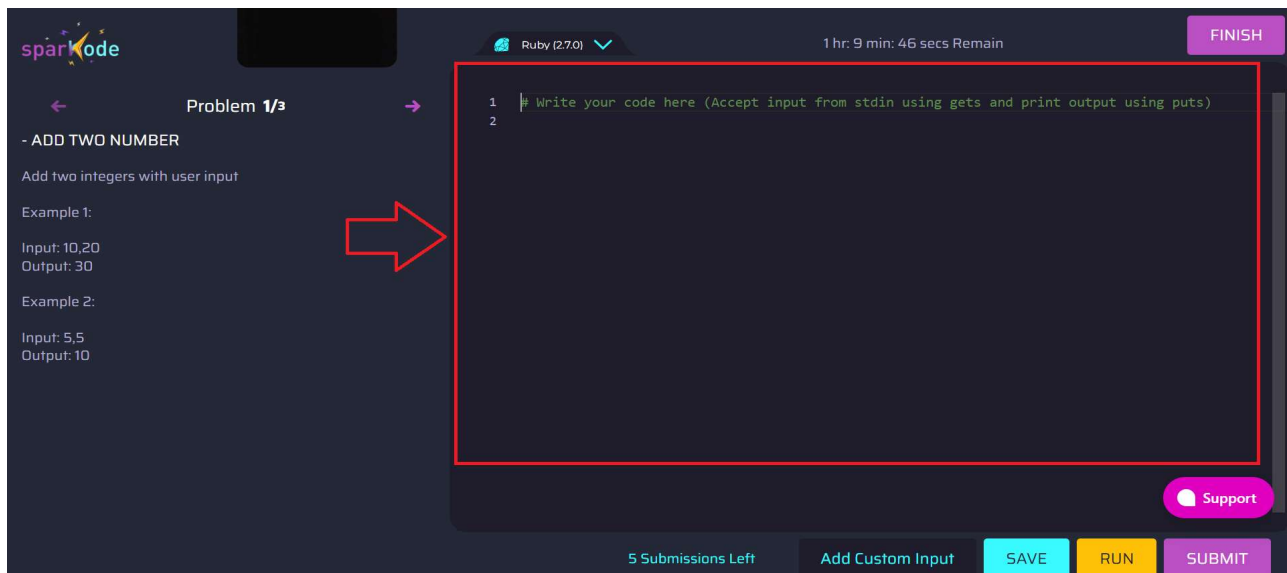 sparkode
Ruby (2.7.0)
1 hr: 9 min: 46 secs Remain
FINISH
← Problem 1/3 →
- ADD TWO NUMBER
Add two integers with user input
Example 1:
Input: 10,20
Output: 30
Example 2:
Input: 5,5
Output: 10
1 # Write your code here (Accept input from stdin using gets and print output using puts)
2
Support
5 Submissions Left
Add Custom Input
SAVE
RUN
SUBMIT